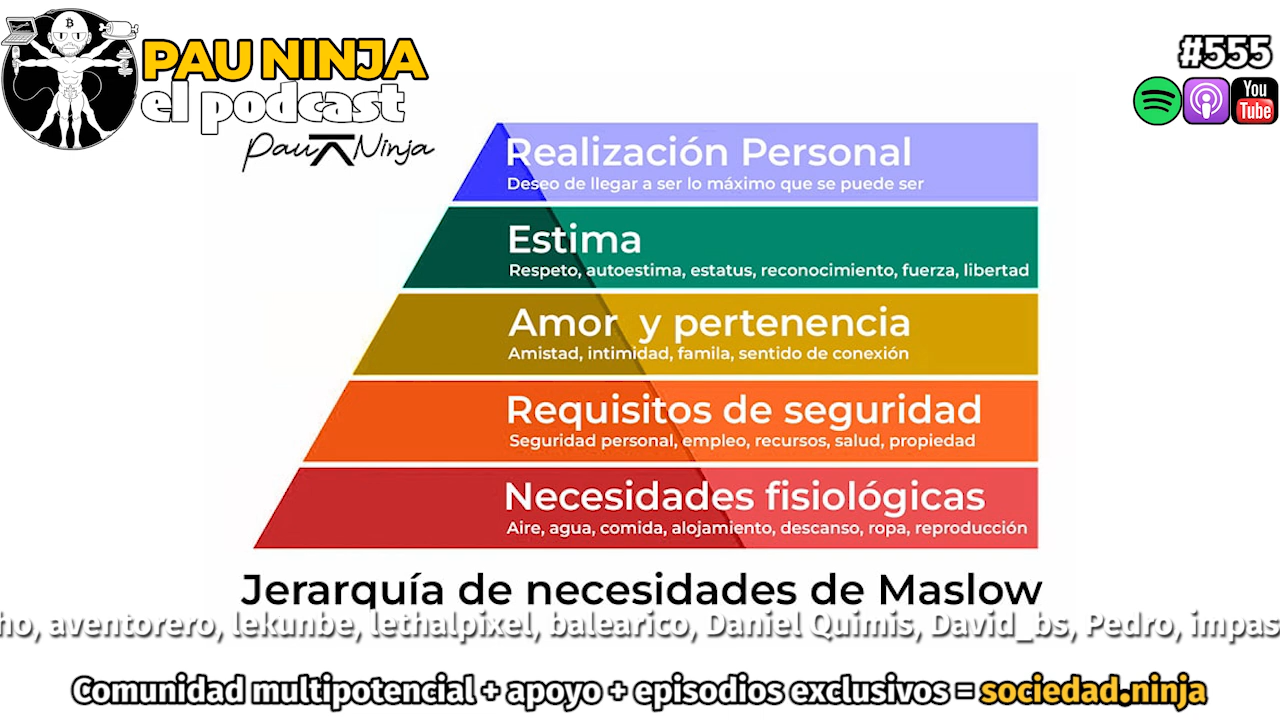 PAU NINJA
el podcast
Pau Ninja
#555
You
Tube
Realización Personal
Deseo de llegar a ser lo máximo que se puede ser
Estima
Respeto, autoestima, estatus, reconocimiento, fuerza, libertad
Amor y pertenencia
Amistad, intimidad, famila, sentido de conexión
Requisitos de seguridad
Seguridad personal, empleo, recursos, salud, propiedad
Necesidades fisiológicas
Aire, agua, comida, alojamiento, descanso, ropa, reproducción
Jerarquía de necesidades de Maslow
ho, aventorero, lekunbe, lethalpixel, balearico, Daniel Quimis, David_bs, Pedro, impas
Comunidad multipotencial + apoyo + episodios exclusivos = sociedad.ninja